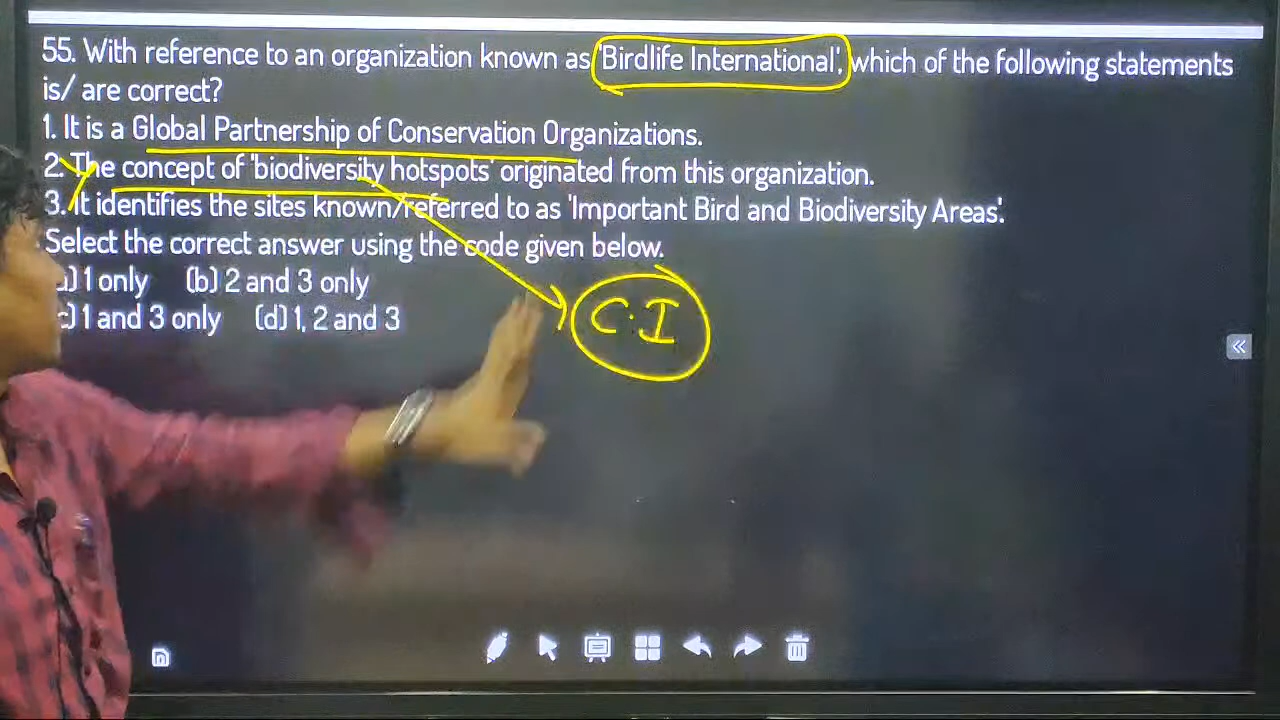 55. With reference to an organization known as 'Birdlife International', which of the following statements
is/ are correct?
1. It is a Global Partnership of Conservation Organizations.
2. The concept of 'biodiversity hotspots' originated from this organization.
3. It identifies the sites known/referred to as 'Important Bird and Biodiversity Areas'.
Select the correct answer using the code given below.
a) 1 only (b) 2 and 3 only
c) 1 and 3 only (d) 1, 2 and 3
C.I